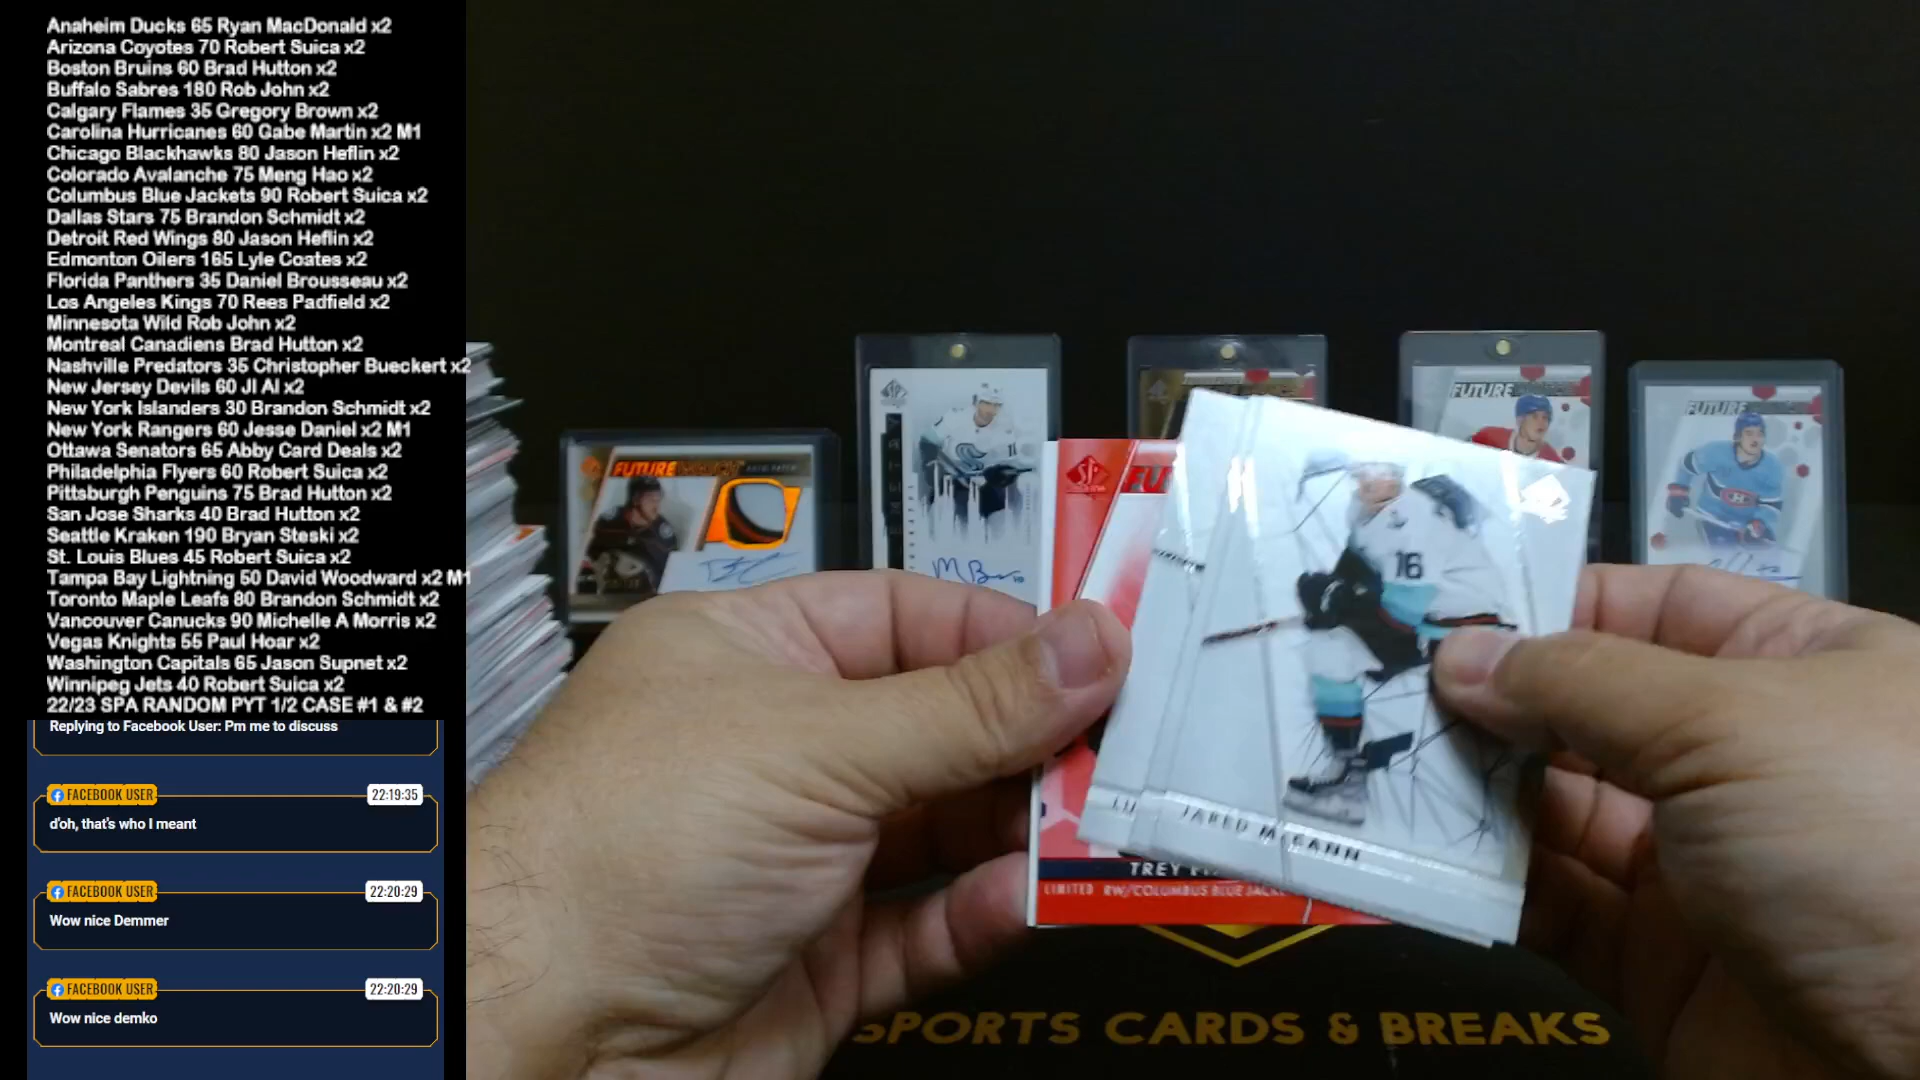 Anaheim Ducks 65 Ryan MacDonald x2
Arizona Coyotes 70 Robert Suica x2
Boston Bruins 60 Brad Hutton x2
Buffalo Sabres 180 Rob John x2
Calgary Flames 35 Gregory Brown x2
Carolina Hurricanes 60 Gabe Martin x2 M1
Chicago Blackhawks 80 Jason Heflin x2
Colorado Avalanche 75 Meng Hao x2
Columbus Blue Jackets 90 Robert Suica x2
Dallas Stars 75 Brandon Schmidt x2
Detroit Red Wings 80 Jason Heflin x2
Edmonton Oilers 165 Lyle Coates x2
Florida Panthers 35 Daniel Brousseau x2
Los Angeles Kings 70 Rees Padfield x2
Minnesota Wild Rob John x2
Montreal Canadiens Brad Hutton x2
Nashville Predators 35 Christopher Bueckert x2
New Jersey Devils 60 JI AI x2
New York Islanders 30 Brandon Schmidt x2
New York Rangers 60 Jesse Daniel x2 M1
Ottawa Senators 65 Abby Card Deals x2
Philadelphia Flyers 60 Robert Suica x2
Pittsburgh Penguins 75 Brad Hutton x2
San Jose Sharks 40 Brad Hutton x2
Seattle Kraken 190 Bryan Steski x2
St. Louis Blues 45 Robert Suica x2
Tampa Bay Lightning 50 David Woodward x2 M1
Toronto Maple Leafs 80 Brandon Schmidt x2
Vancouver Canucks 90 Michelle A Morris x2
Vegas Knights 55 Paul Hoar x2
Washington Capitals 65 Jason Supnet x2
Winnipeg Jets 40 Robert Suica x2
22/23 SPA RANDOM PYT 1/2 CASE #1 & #2
Replying to Facebook User: Pm me to discuss
FACEBOOK USER 22:19:35
d'oh, that's who I meant
FACEBOOK USER 22:20:29
Wow nice Demmer
FACEBOOK USER 22:20:29
Wow nice demko
FUTURE
FUTURE
FUTURE
SP
16
JARED McCANN
TREY
LIMITED RW/COLUMBUS BLUE
SPORTS CARDS & BREAKS